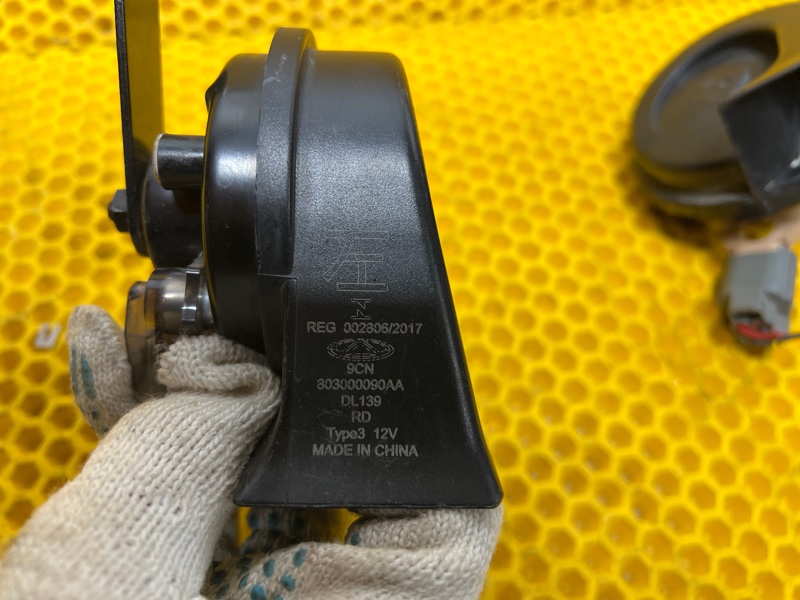 左
REG 002806/2017
9CN
803000090AA
DL139
RD
Type3 12V
MADE IN CHINA